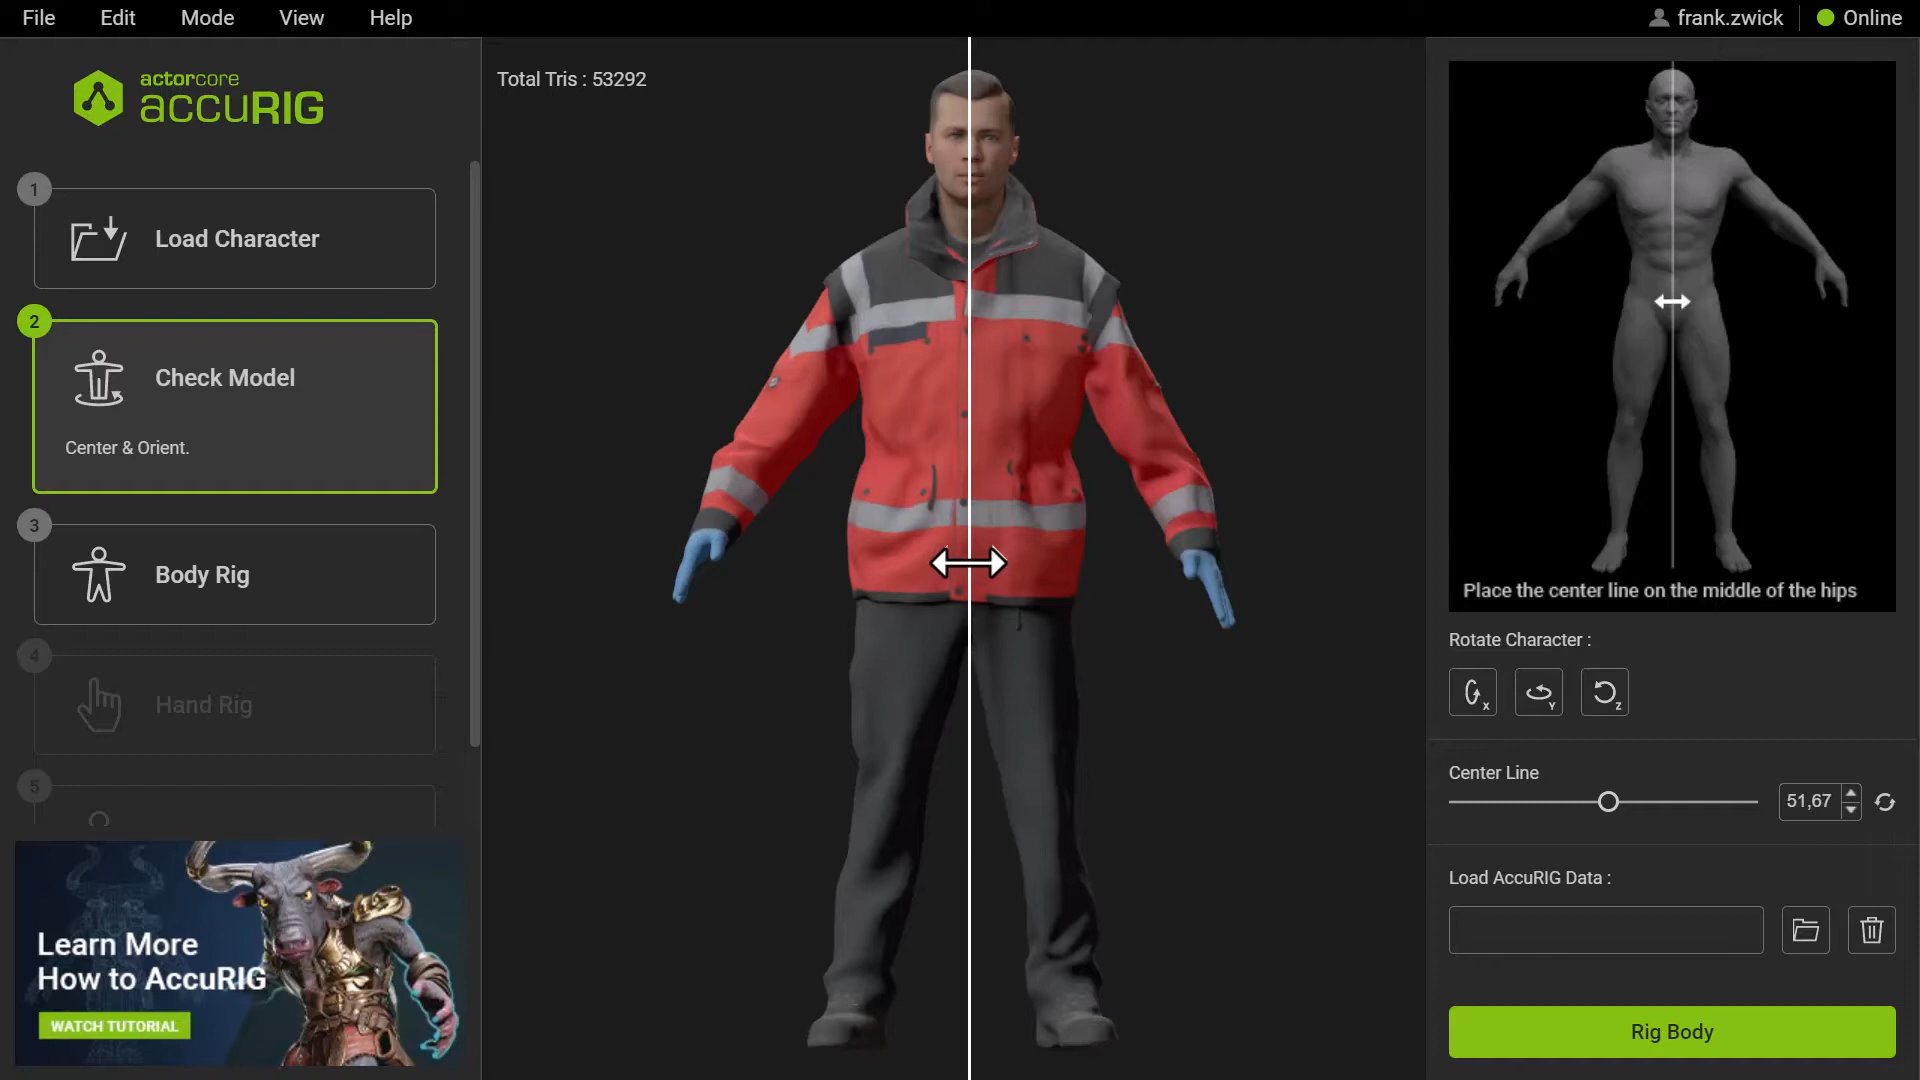 File Edit Mode View Help
frank.zwick Online
actorcore
accuRIG
1
Load Character
2
Check Model
Center & Orient.
3
Body Rig
4
Hand Rig
5
Learn More
How to AccuRIG
WATCH TUTORIAL
Total Tris : 53292
Place the center line on the middle of the hips
Rotate Character :
X Y Z
Center Line
51,67
Load AccuRIG Data :
Rig Body